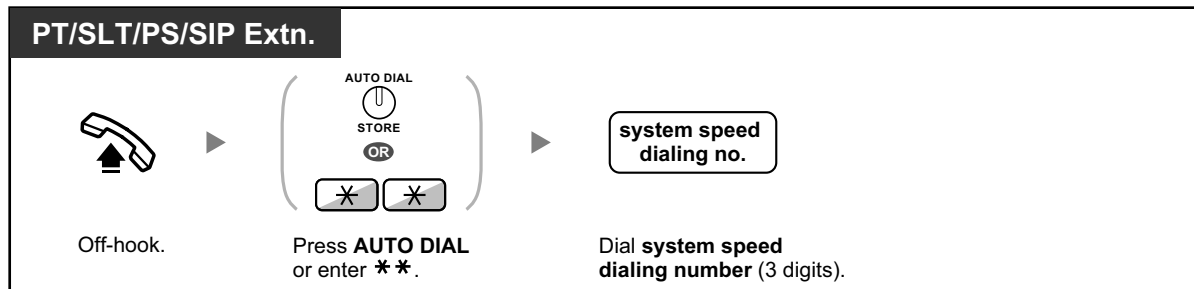 PT/SLT/PS/SIP Extn.
AUTO DIAL
STORE
OR
* *
system speed
dialing no.
Off-hook.
Press AUTO DIAL
or enter * *.
Dial system speed
dialing number (3 digits).